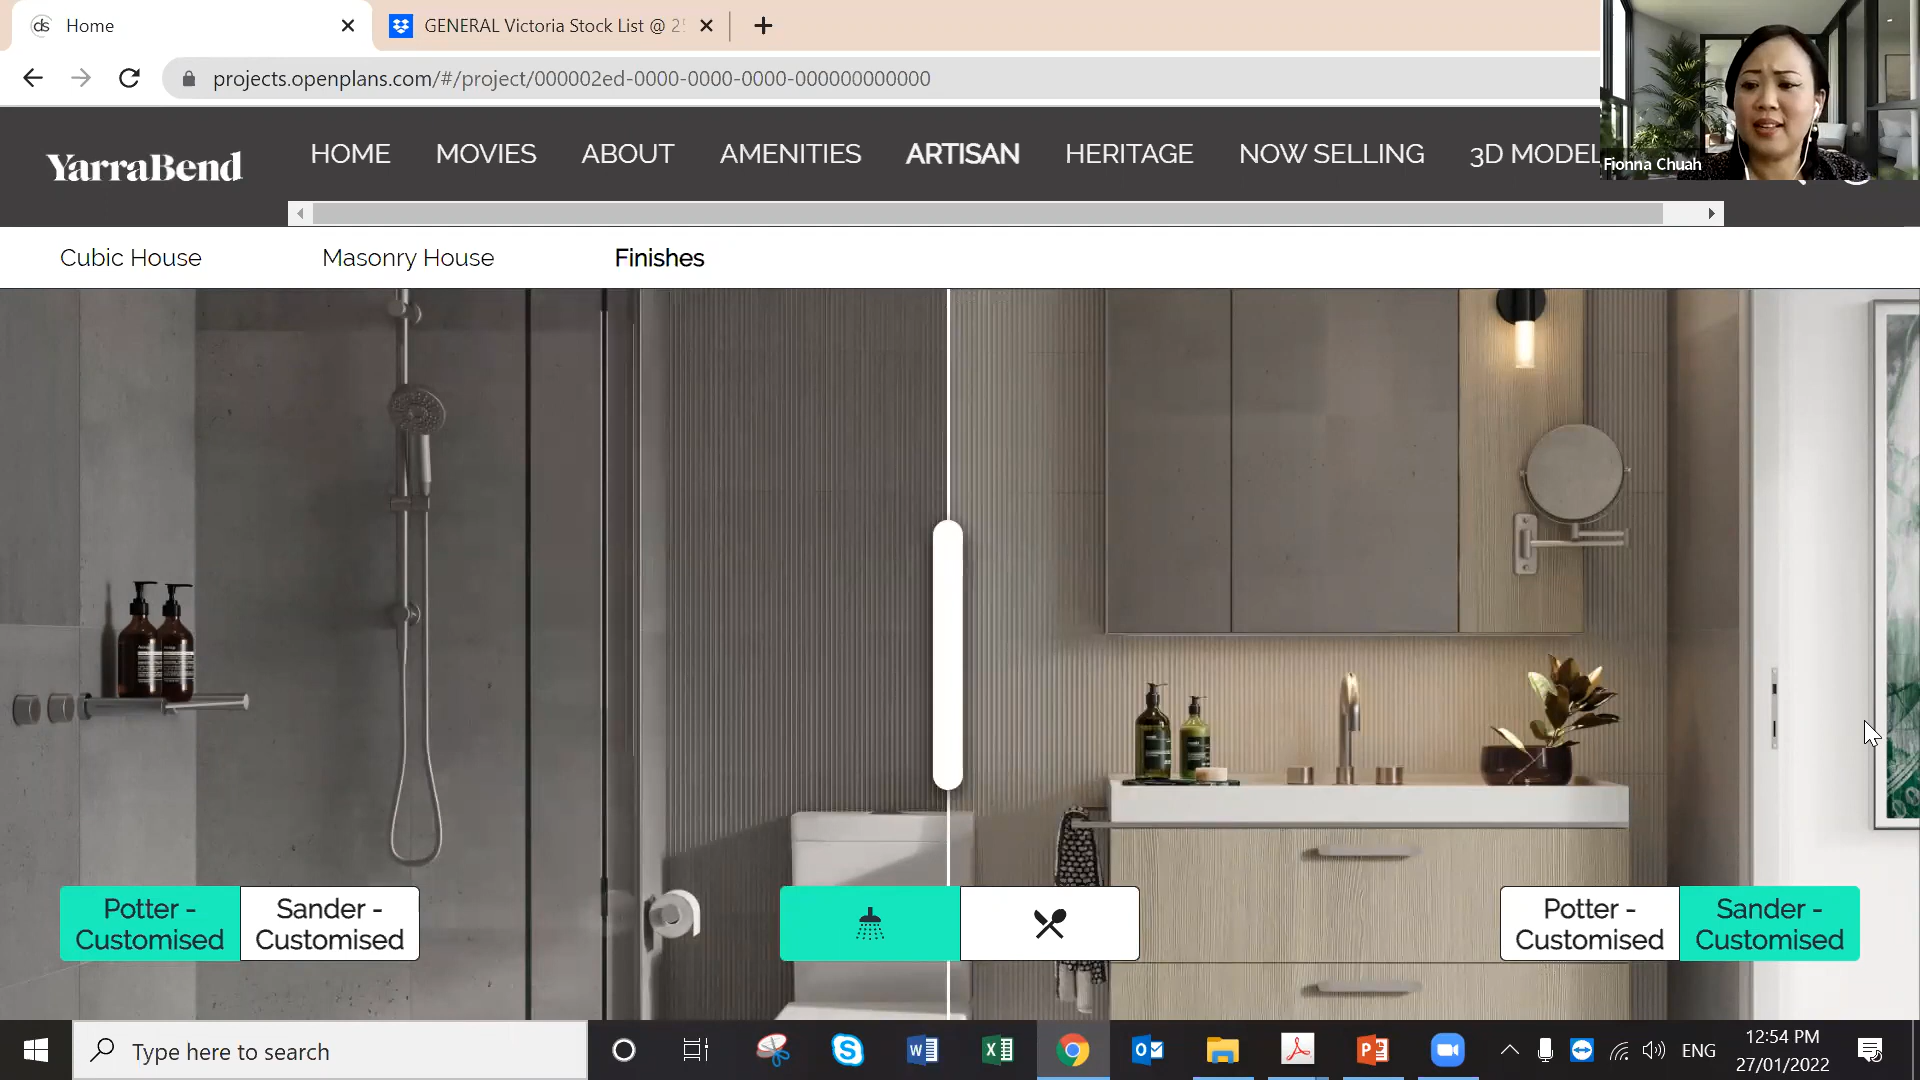 dls Home
GENERAL Victoria Stock List @ 2
projects.openplans.com/#/project/000002ed-0000-0000-0000-000000000000
Fionna Chuah
YarraBend
HOME MOVIES ABOUT AMENITIES ARTISAN HERITAGE NOW SELLING 3D MODEL
Cubic House Masonry House Finishes
Potter -
Customised
Sander -
Customised
Potter -
Customised
Sander -
Customised
Type here to search
ENG
12:54 PM
27/01/2022